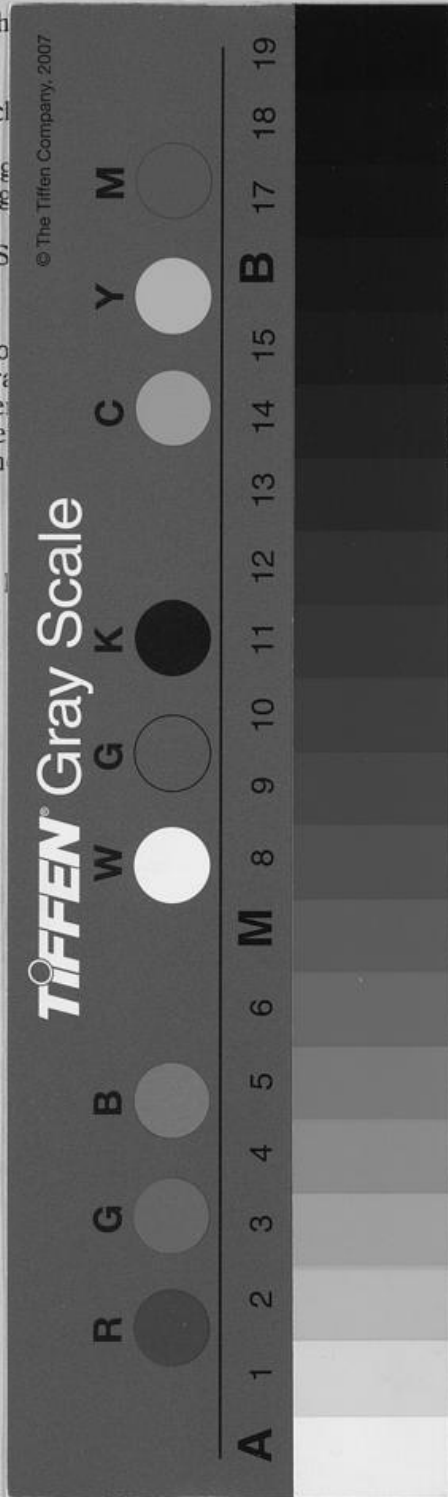 TIFFEN® Gray Scale
© The Tiffen Company, 2007
R G B W G K C Y M
A 1 2 3 4 5 6 M 8 9 10 11 12 13 14 15 B 17 18 19